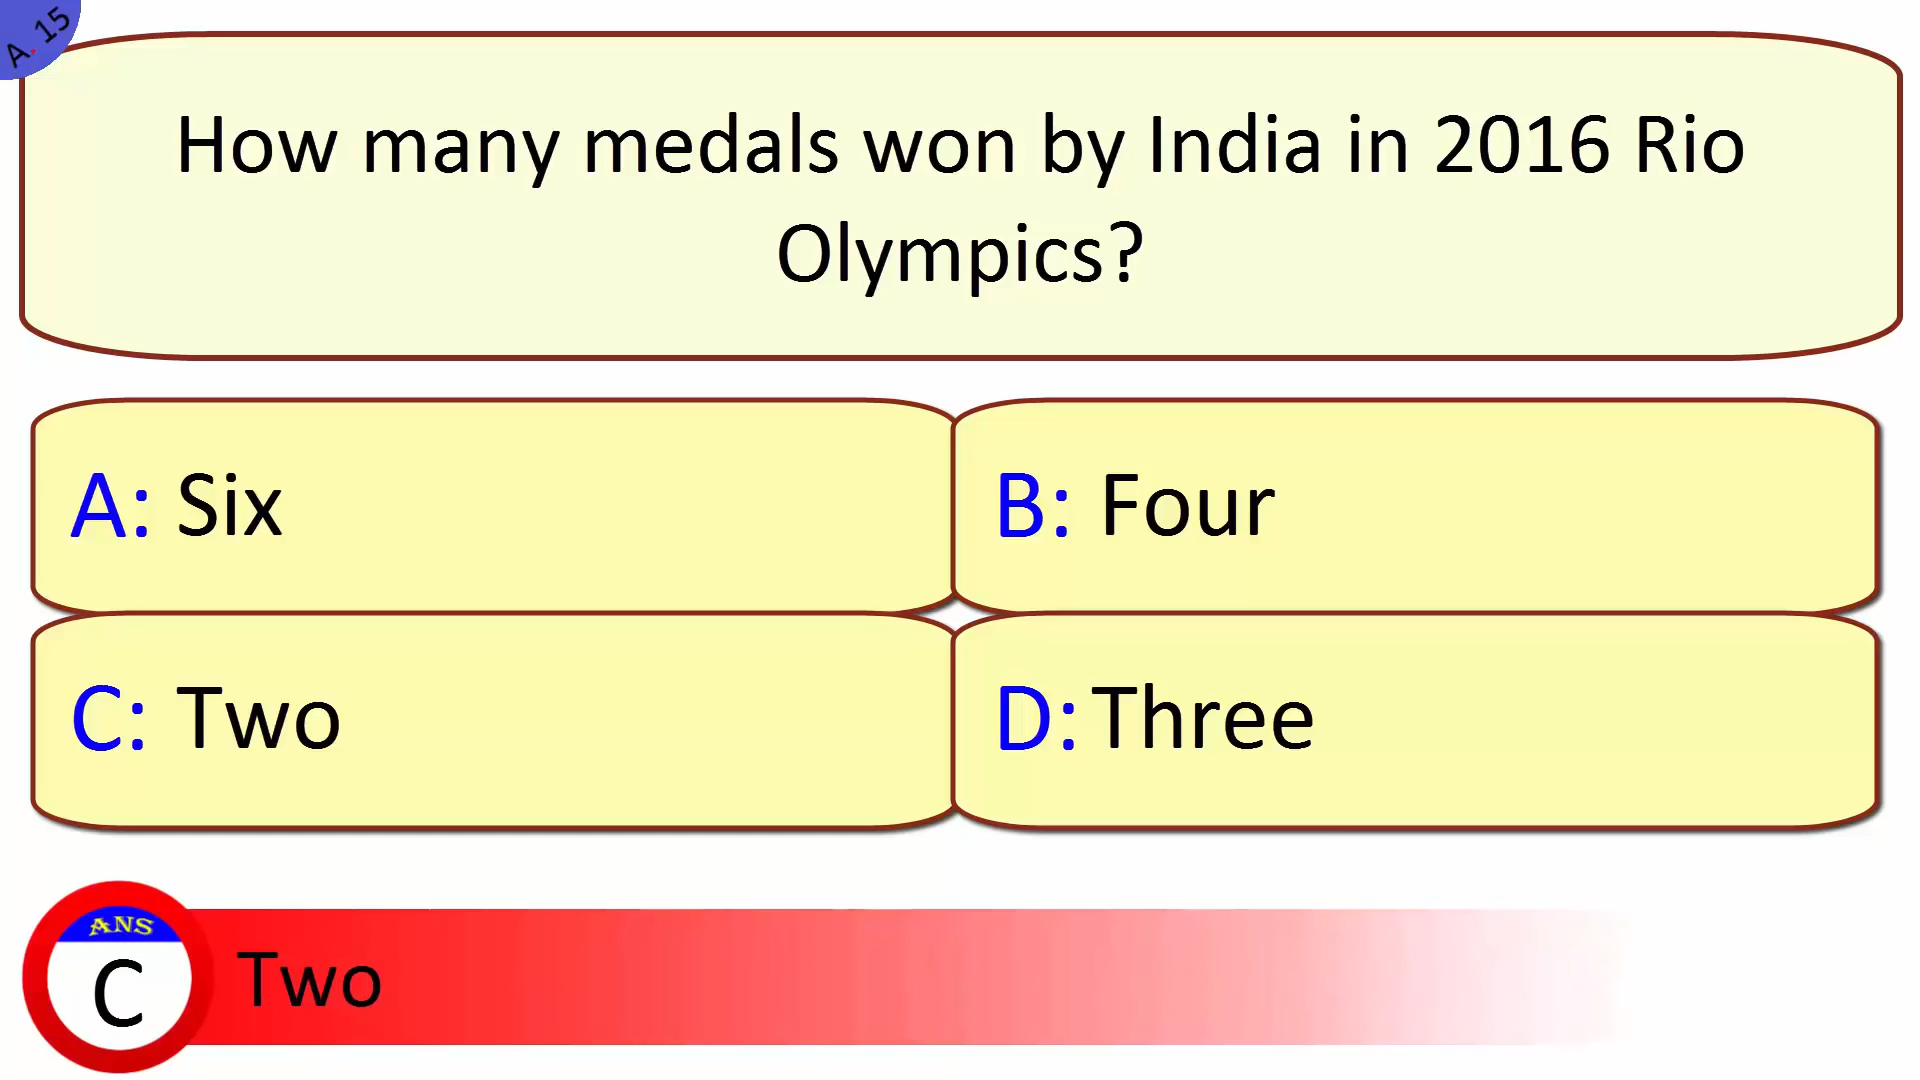 A. 15
How many medals won by India in 2016 Rio
Olympics?
A: Six
B: Four
C: Two
D: Three
ANS
C
Two